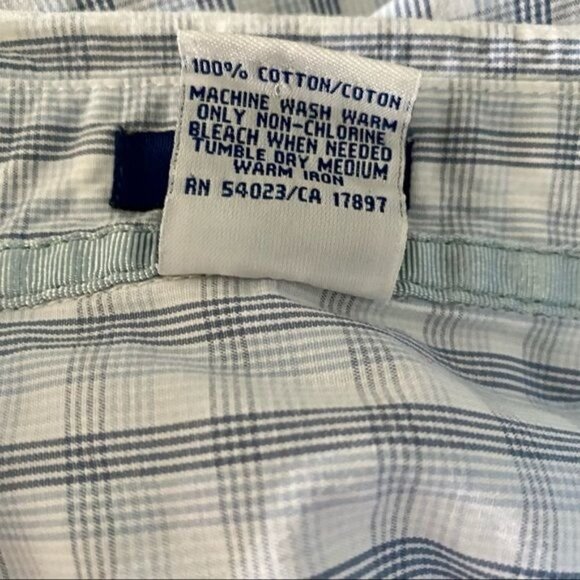 100% COTTON/COTON
MACHINE WASH WARM
ONLY NON-CHLORINE
BLEACH WHEN NEEDED
TUMBLE DRY MEDIUM
WARM IRON
RN 54023/CA 17897